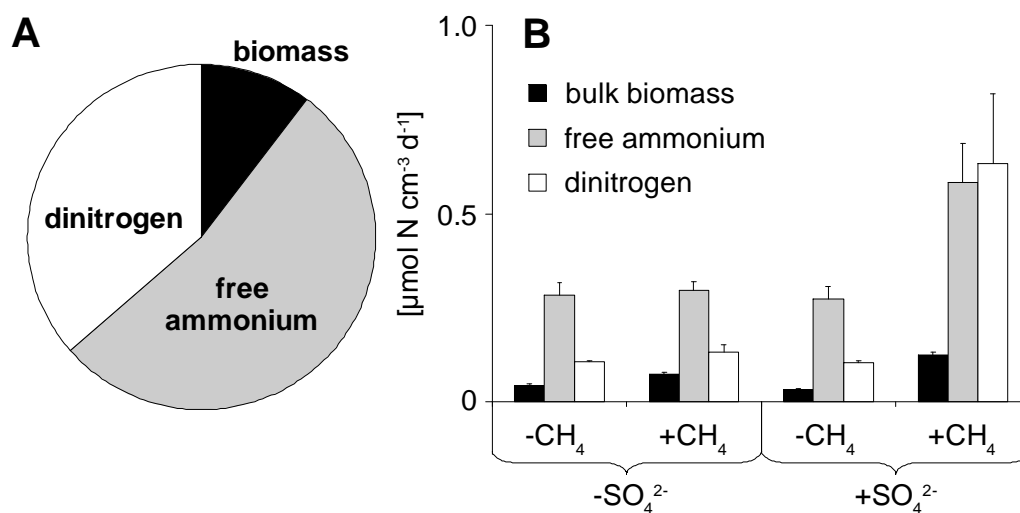 A
biomass
dinitrogen
free
ammonium
B
[µmol N cm⁻³ d⁻¹]
1.0
0.5
0
bulk biomass
free ammonium
dinitrogen
-CH₄ +CH₄ -CH₄ +CH₄
-SO₄²⁻ +SO₄²⁻